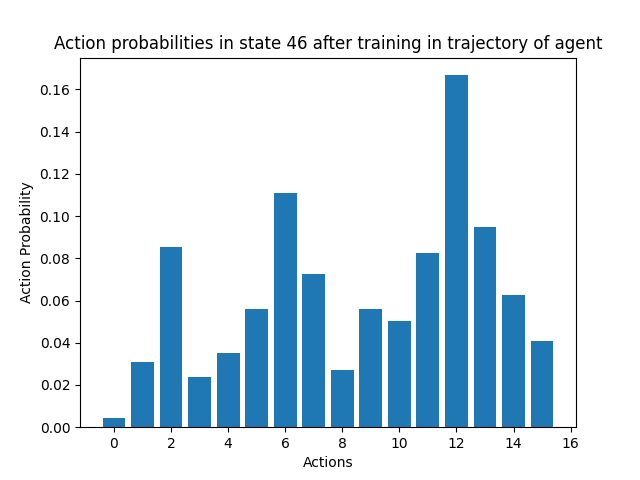 Action probabilities in state 46 after training in trajectory of agent
0.16
0.14
0.12
0.10
0.08
0.06
0.04
0.02
0.00
Action Probability
0 2 4 6 8 10 12 14 16
Actions